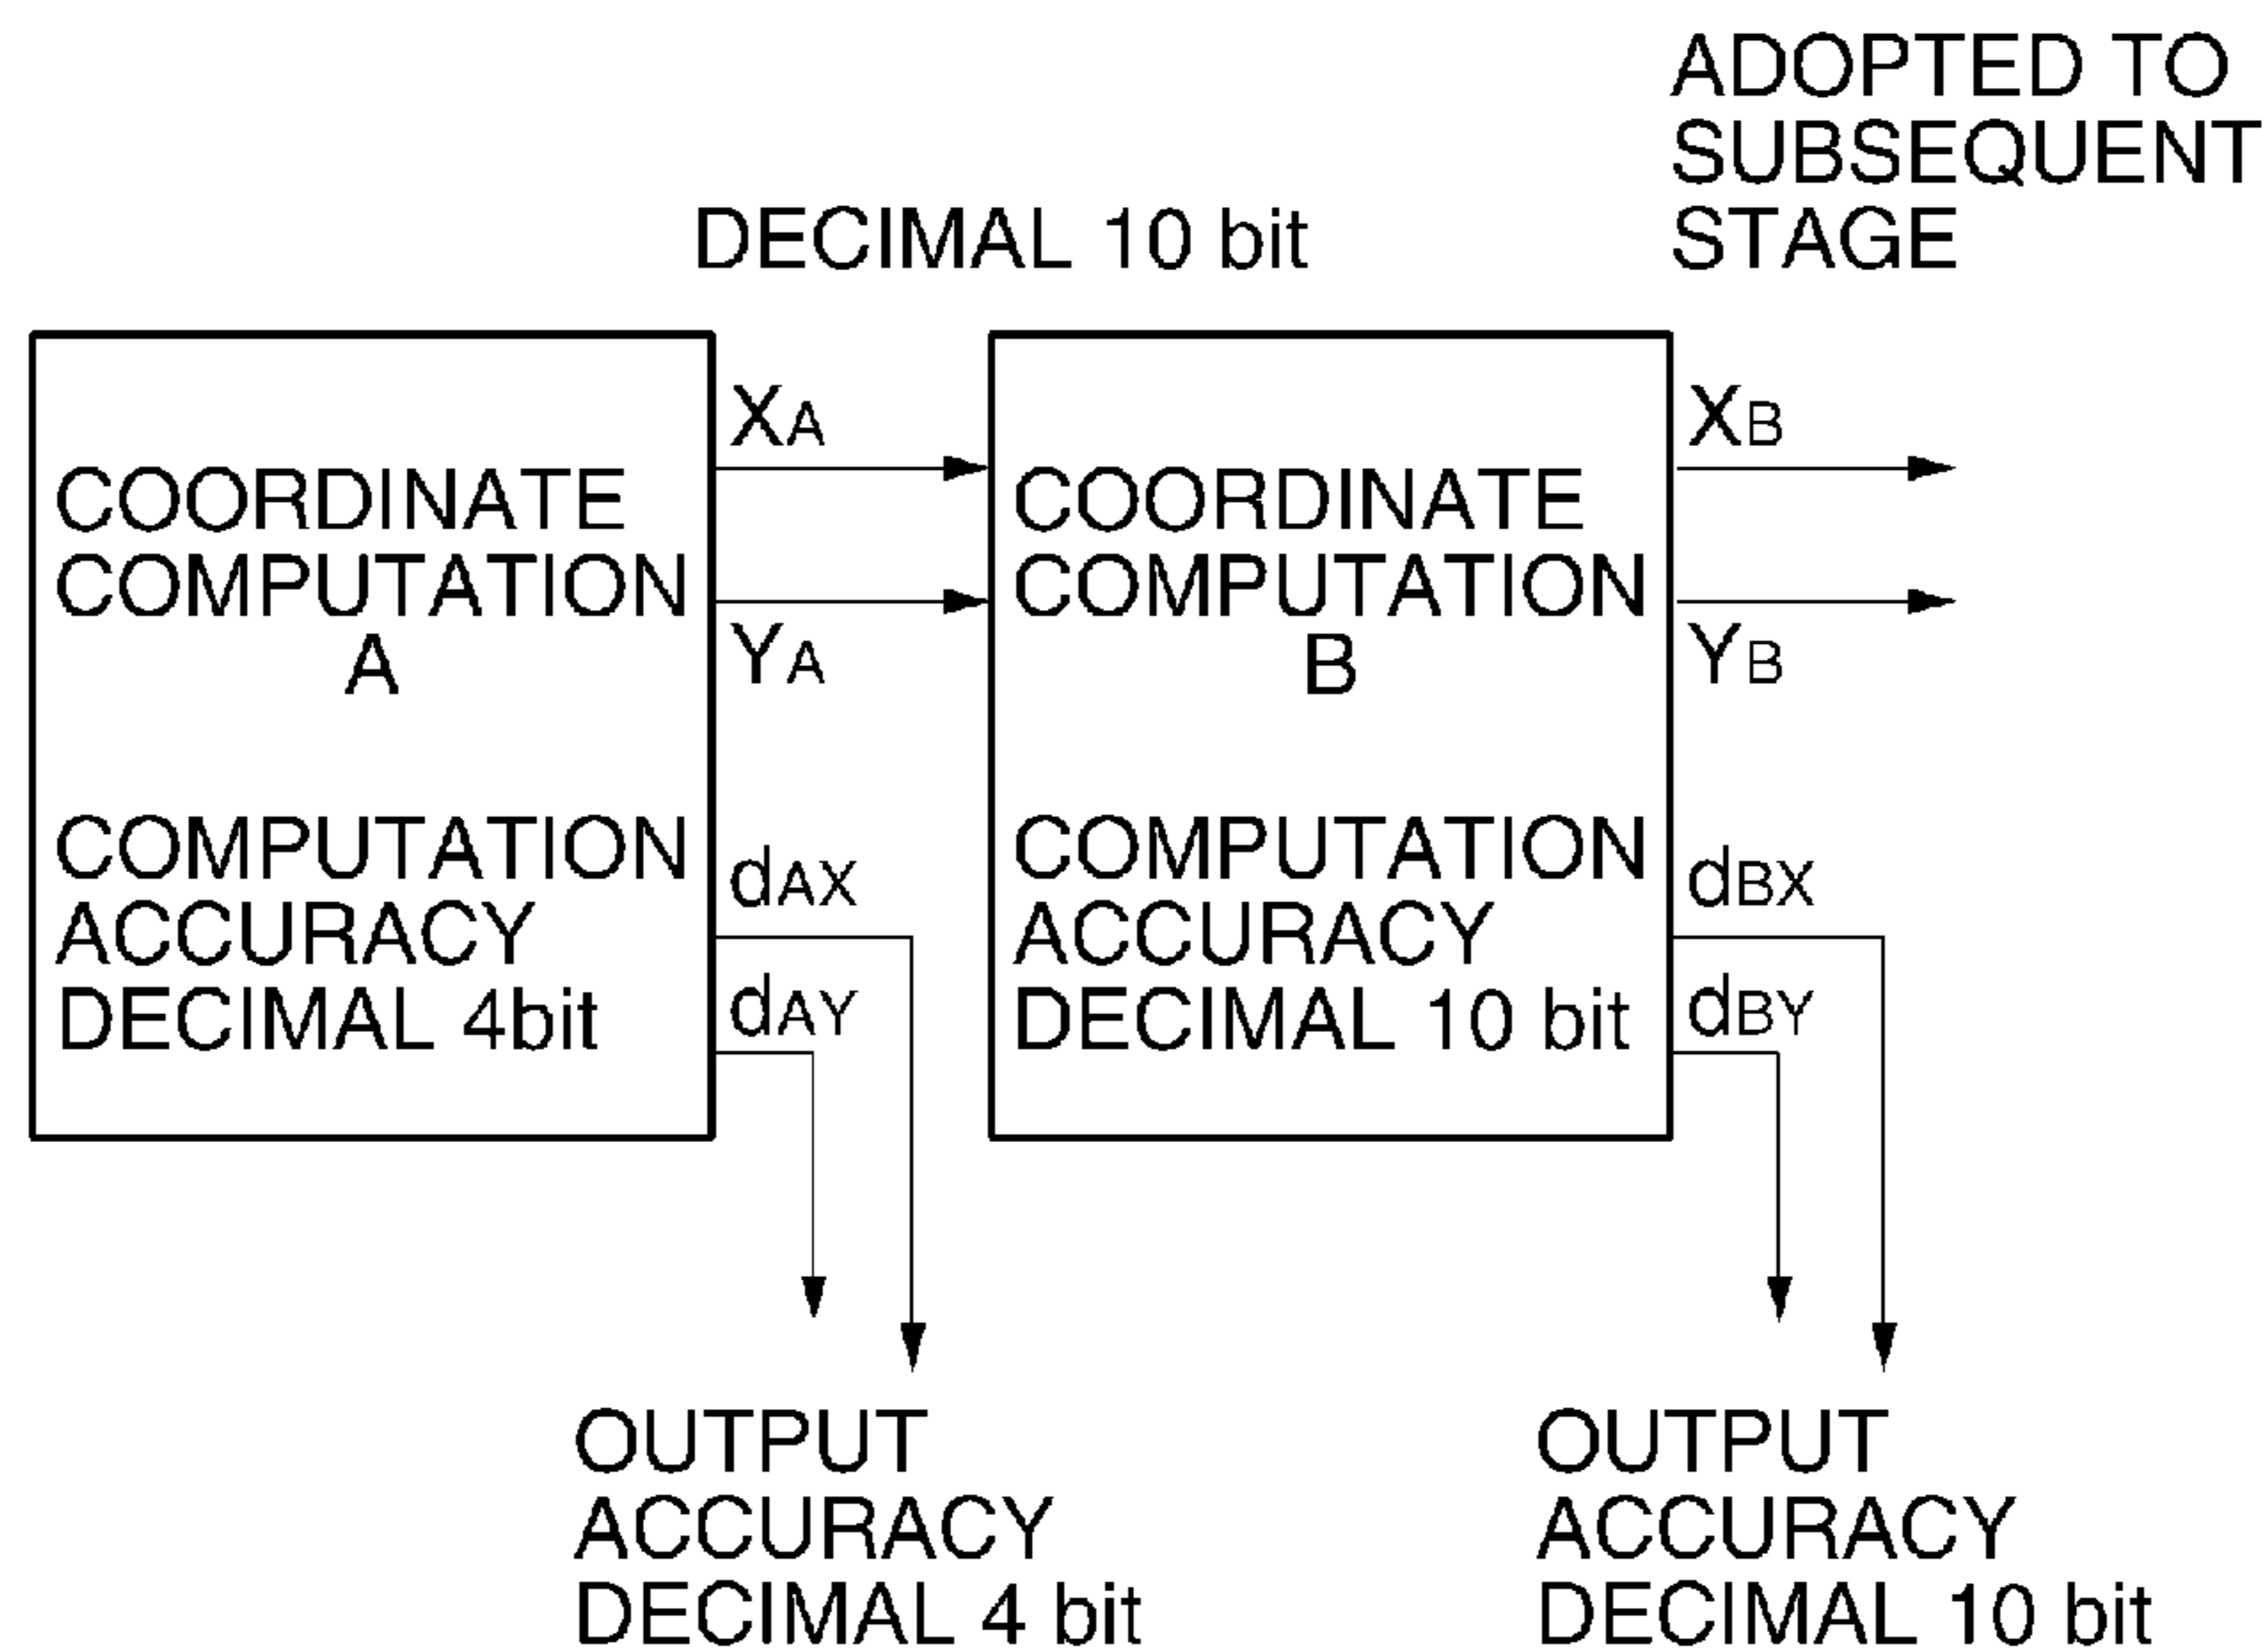 ADOPTED TO
SUBSEQUENT
STAGE
DECIMAL 10 bit
COORDINATE
COMPUTATION
A
COMPUTATION
ACCURACY
DECIMAL 4bit
XA
YA
dAX
dAY
COORDINATE
COMPUTATION
B
COMPUTATION
ACCURACY
DECIMAL 10 bit
XB
YB
dBX
dBY
OUTPUT
ACCURACY
DECIMAL 4 bit
OUTPUT
ACCURACY
DECIMAL 10 bit